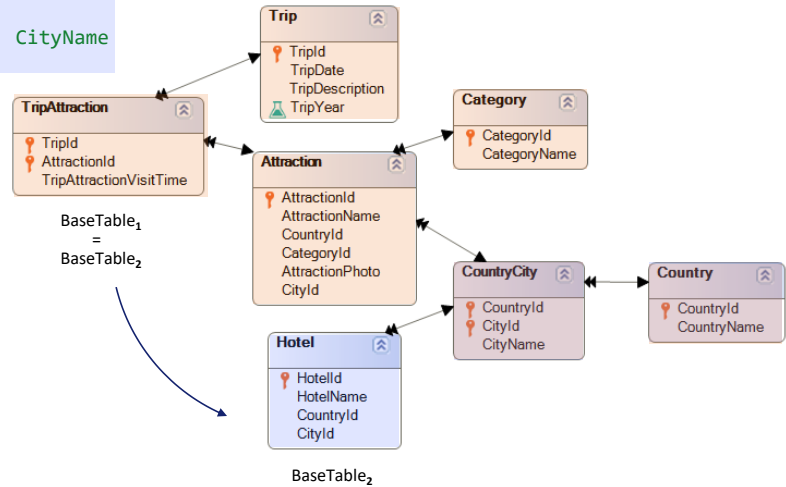 CityName
Trip
TripId
TripDate
TripDescription
TripYear
TripAttraction
TripId
AttractionId
TripAttractionVisitTime
Category
CategoryId
CategoryName
Attraction
AttractionId
AttractionName
CountryId
CategoryId
AttractionPhoto
CityId
BaseTable1
=
BaseTable2
CountryCity
CountryId
CityId
CityName
Country
CountryId
CountryName
Hotel
HotelId
HotelName
CountryId
CityId
BaseTable2